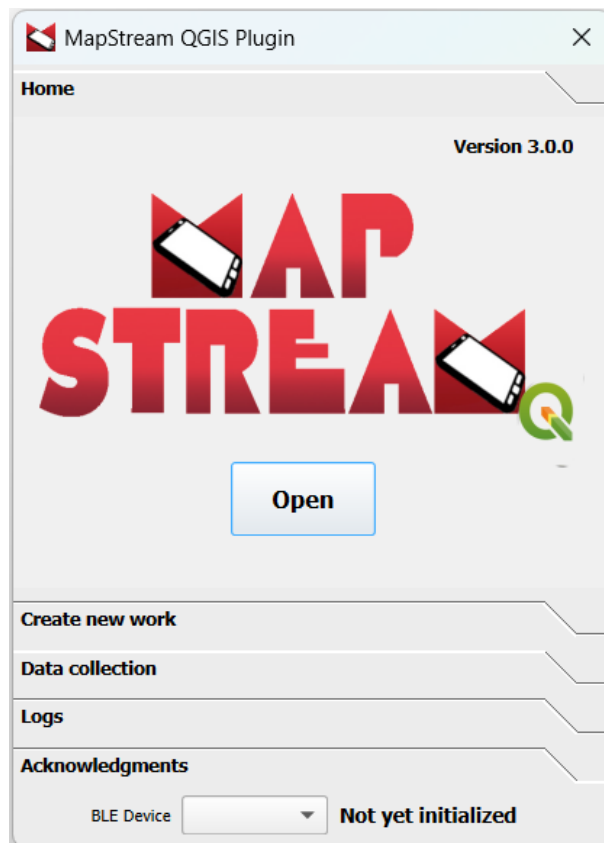 MapStream QGIS Plugin
Home
Version 3.0.0
MAP
STREAM
Open
Create new work
Data collection
Logs
Acknowledgments
BLE Device Not yet initialized